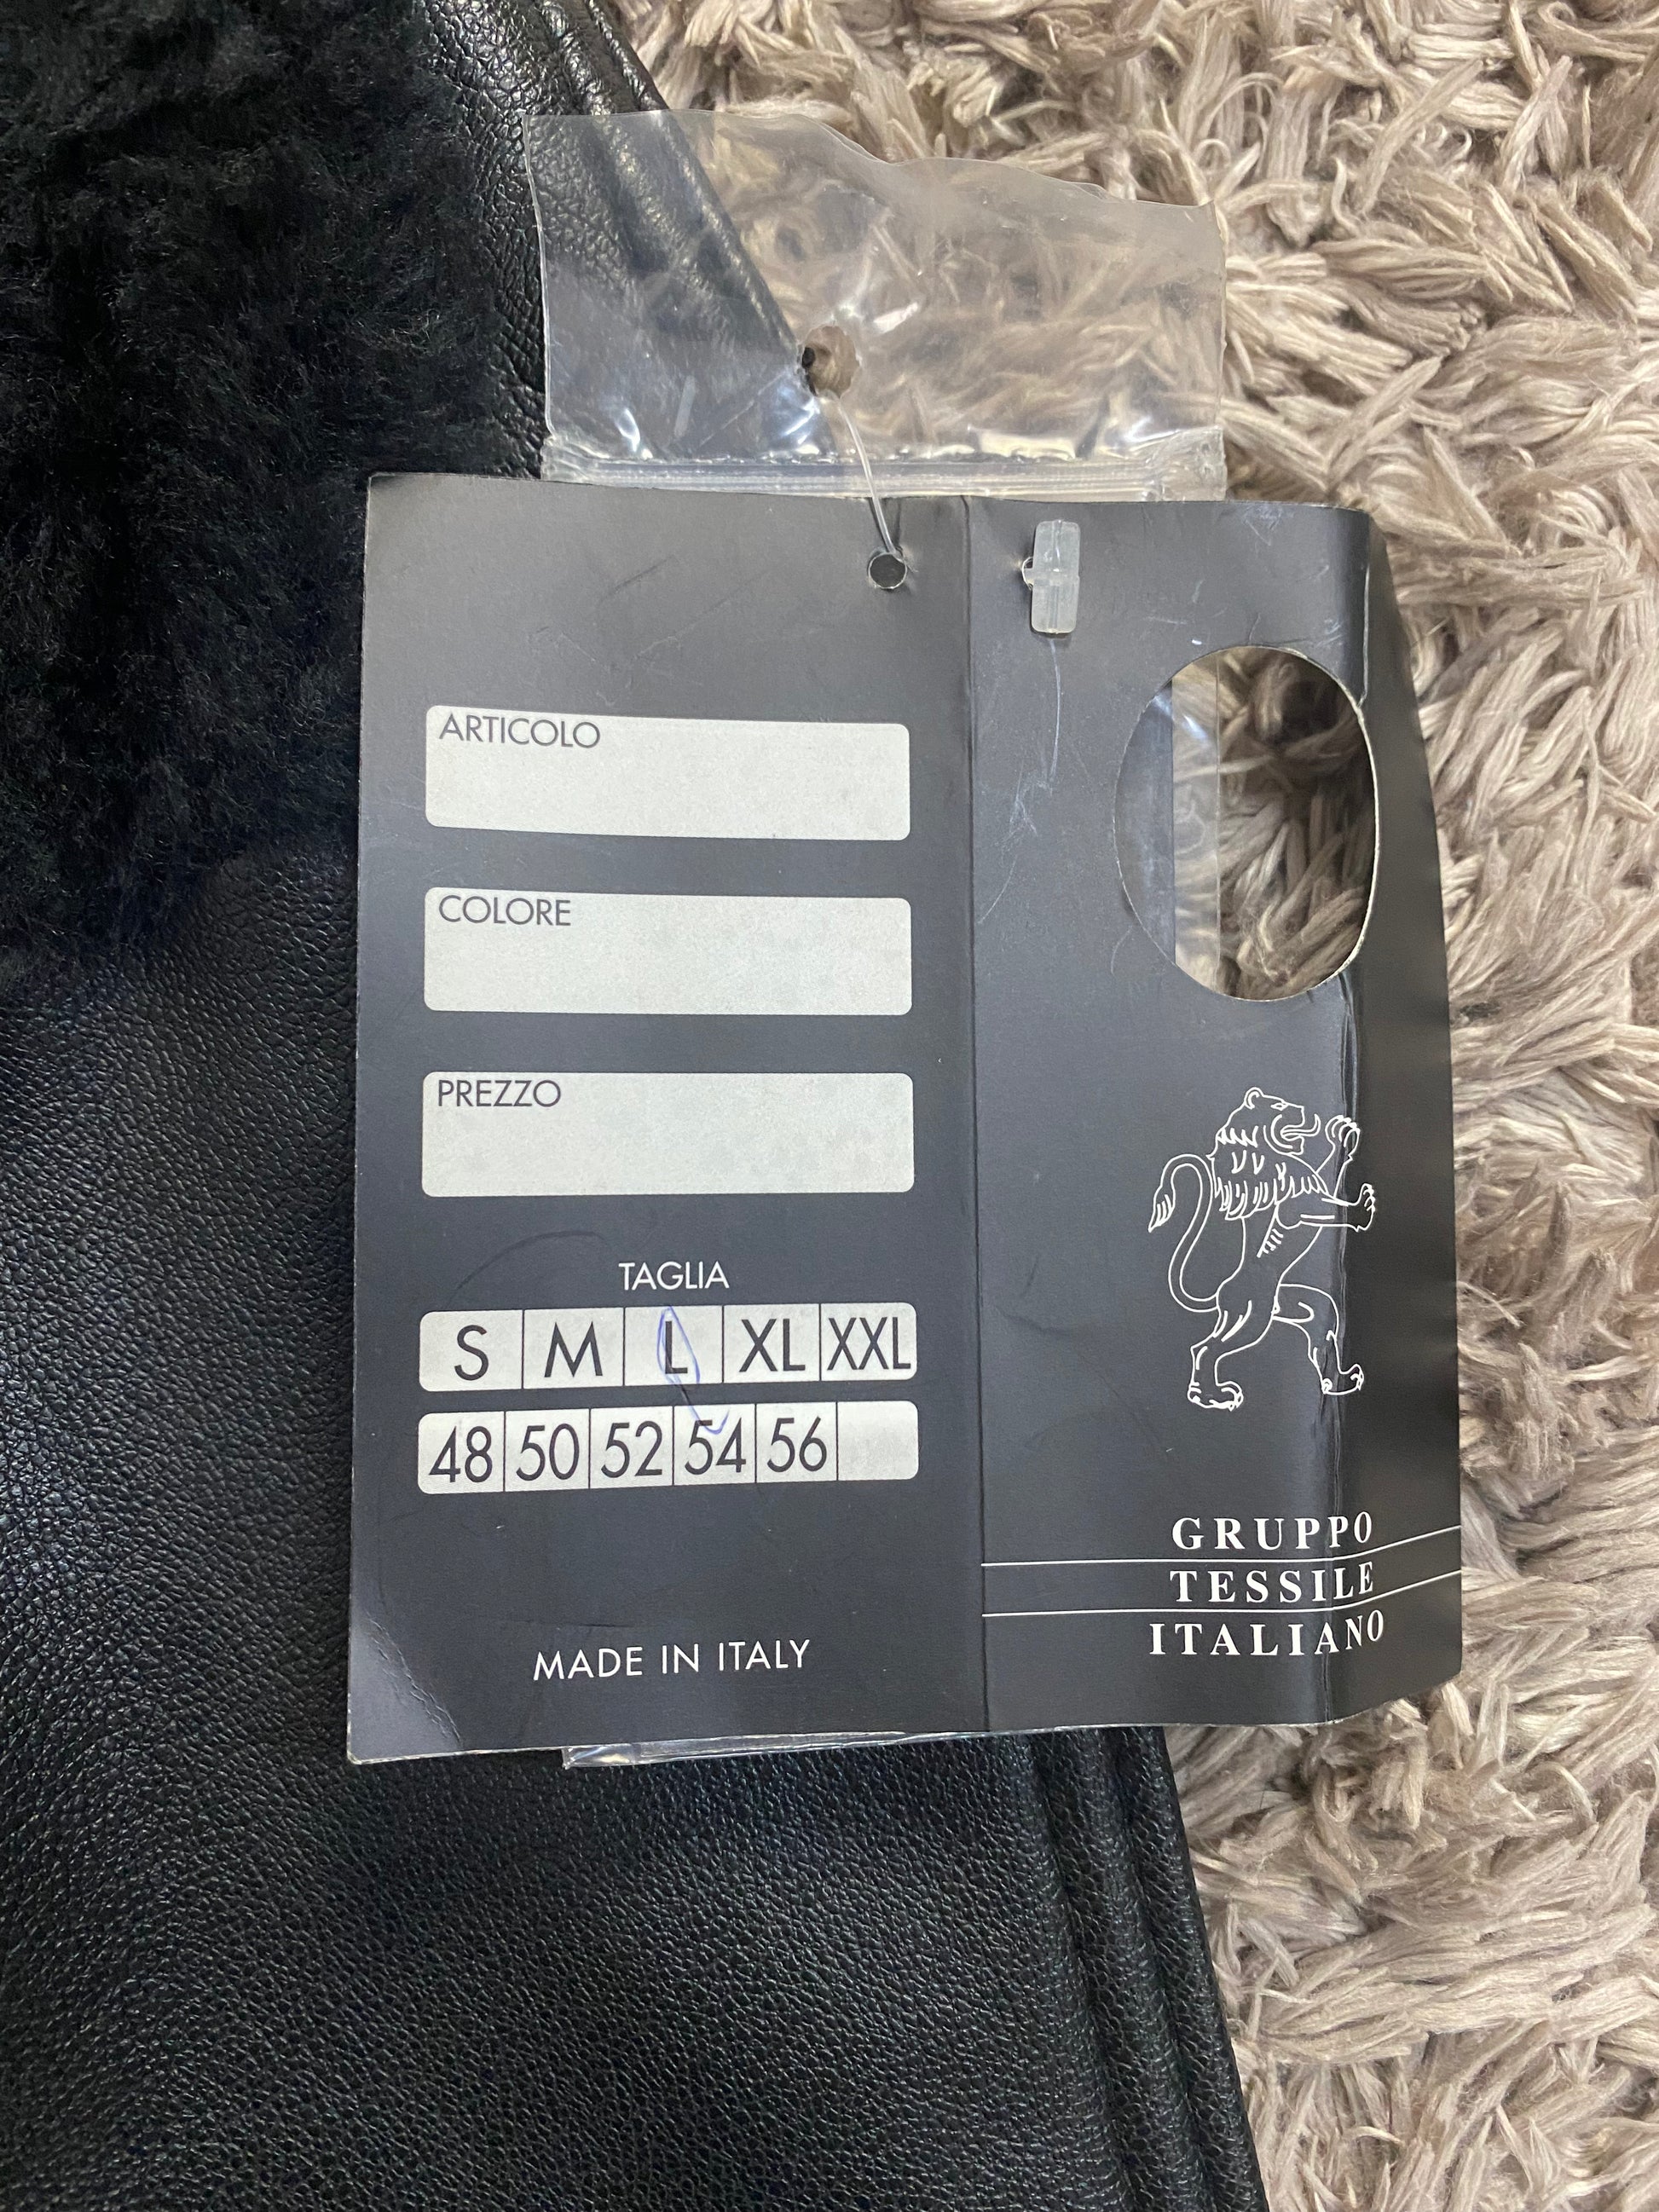 ARTICOLO
COLORE
PREZZO
TAGLIA
S M L XL XXL
48 50 52 54 56
MADE IN ITALY
GRUPPO
TESSILE
ITALIANO